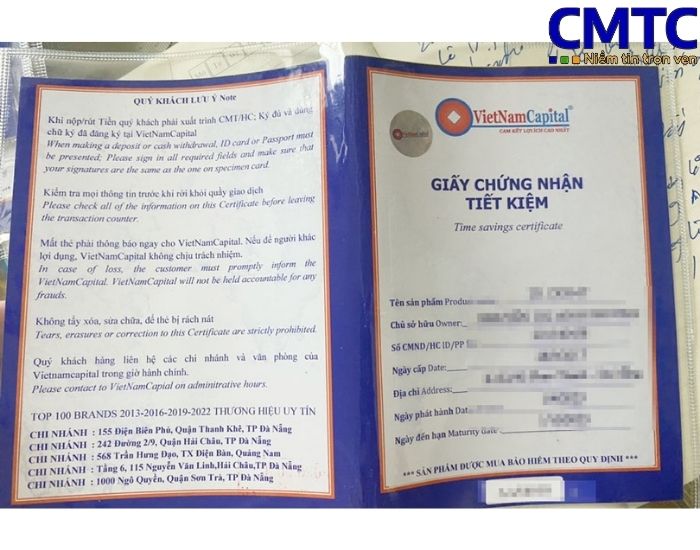 CMTC
Niềm tin trọn vẹn
QUÝ KHÁCH LƯU Ý Note
Khi nộp/rút Tiền quý khách phải xuất trình CMT/HC; Ký đủ và đúng
chữ ký đã đăng ký tại VietNamCapital
When making a deposit or cash withdrawal, ID card or Passport must
be presented; Please sign in all required fields and make sure that
your signatures are the same as the one on specimen card.
Kiểm tra mọi thông tin trước khi rời khỏi quầy giao dịch
Please check all of the information on this Certificate before leaving
the transaction counter.
Mất thẻ phải thông báo ngay cho VietNamCapital. Nếu để người khác
lợi dụng, VietNamCapital không chịu trách nhiệm.
In case of loss, the customer must promptly inform the
VietNamCapital. VietNamCapital will not be held accountable for any
frauds.
Không tẩy xóa, sửa chữa, để thẻ bị rách nát
Tears, erasures or correction to this Certificate are strictly prohibited.
Quý khách hàng liên hệ các chi nhánh và văn phòng của
Vietnamcapital trong giờ hành chính.
Please contact to VietNamCapial on adminitrative hours.
TOP 100 BRANDS 2013-2016-2019-2022 THƯƠNG HIỆU UY TÍN
CHI NHÁNH : 155 Điện Biên Phủ, Quận Thanh Khê, TP Đà Nẵng
CHI NHÁNH : 242 Đường 2/9, Quận Hải Châu, TP Đà Nẵng
CHI NHÁNH : 568 Trần Hưng Đạo, TX Điện Bàn, Quảng Nam
CHI NHÁNH : Tầng 6, 115 Nguyễn Văn Linh,Hải Châu,TP Đà Nẵng
CHI NHÁNH : 1000 Ngô Quyền, Quận Sơn Trà, TP Đà Nẵng
VietNamCapital
VietNamCapital®
CAM KẾT LỢI ÍCH CAO NHẤT
GIẤY CHỨNG NHẬN
TIẾT KIỆM
Time savings certificate
Tên sản phẩm Produc
Chủ sở hữu Owner:
Số CMND/HC ID/PP
Ngày cấp Date:
Địa chỉ Address:
Ngày phát hành Dat
Ngày đến hạn Maturity date
*** SẢN PHẨM ĐƯỢC MUA BẢO HIỂM THEO QUY ĐỊNH ***